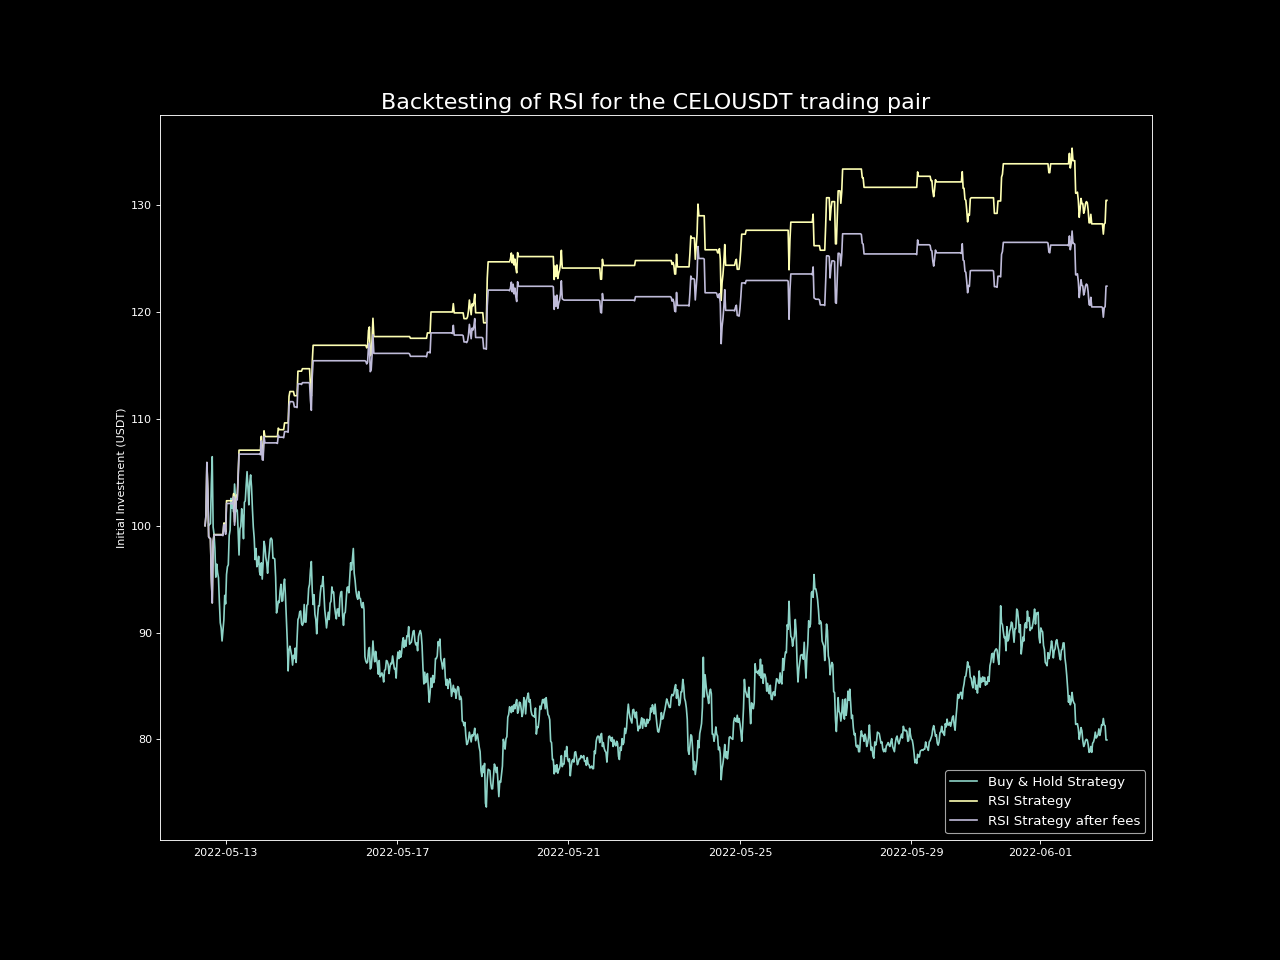 Backtesting of RSI for the CELOUSDT trading pair
Initial Investment (USDT)
130
120
110
100
90
80
2022-05-13
2022-05-17
2022-05-21
2022-05-25
2022-05-29
2022-06-01
Buy & Hold Strategy
RSI Strategy
RSI Strategy after fees